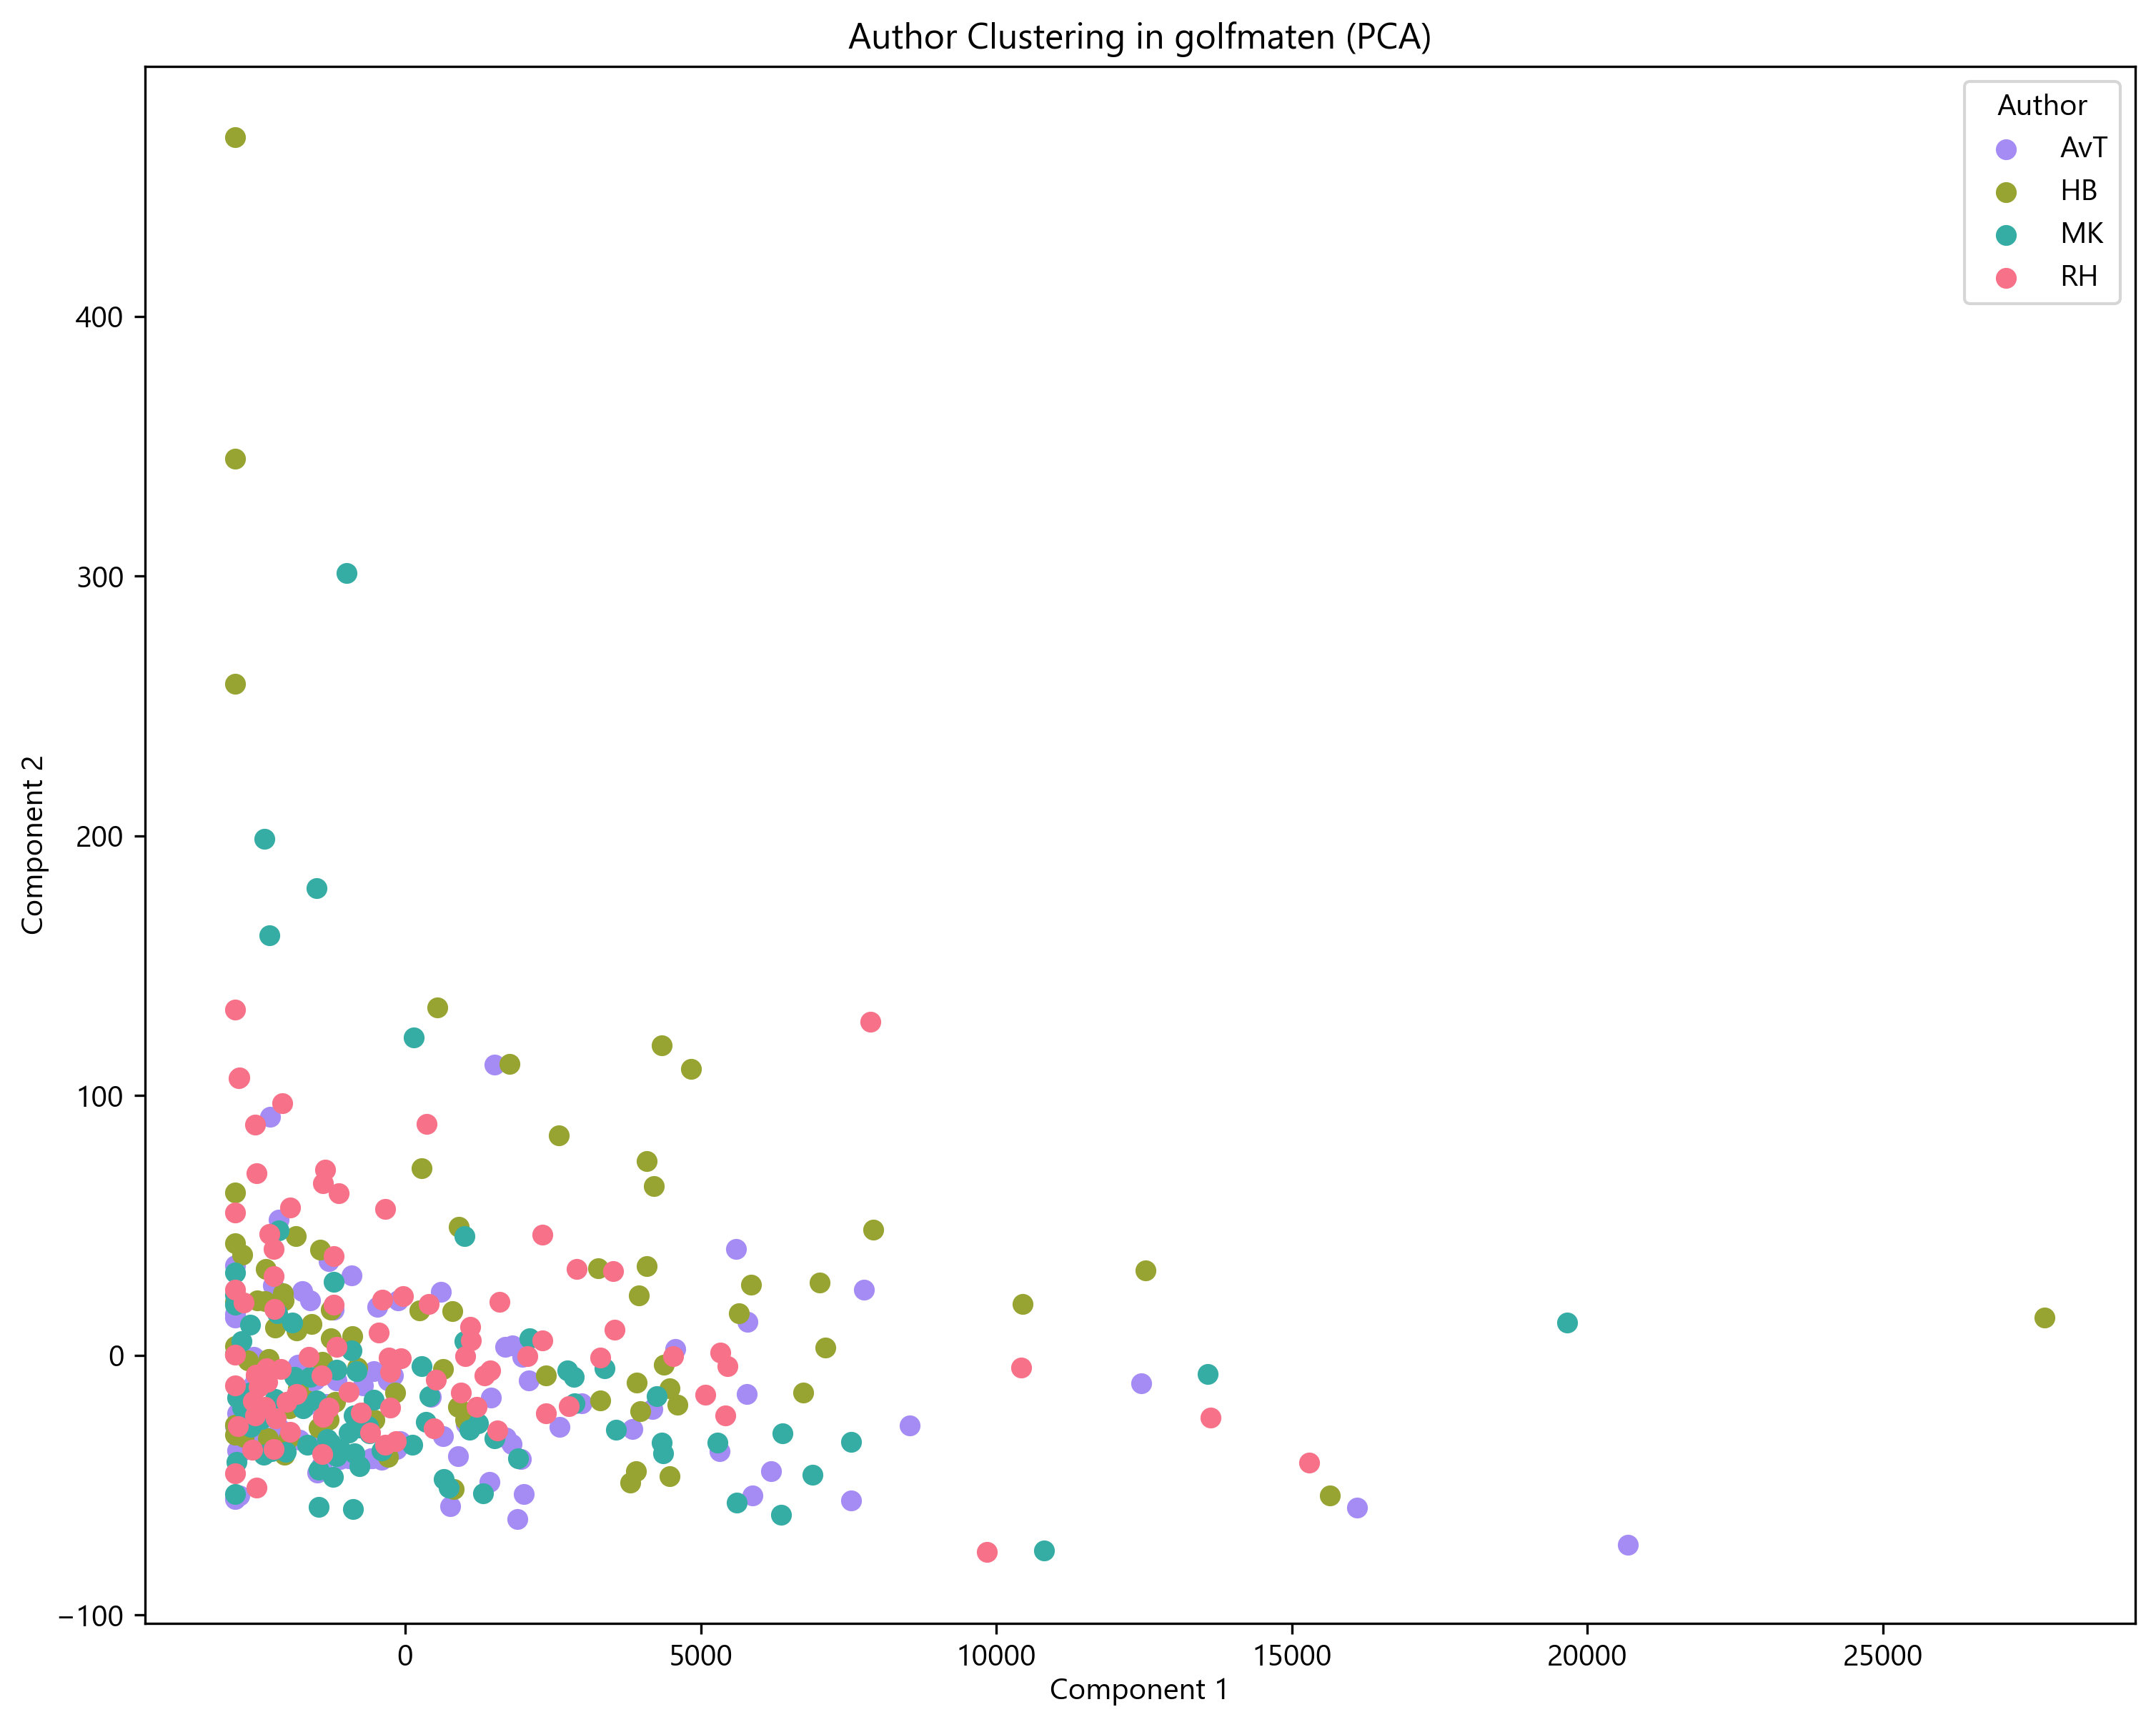 Author Clustering in golfmaten (PCA)
Author
AvT
HB
MK
RH
400
300
200
100
0
−100
Component 2
0
5000
10000
15000
20000
25000
Component 1